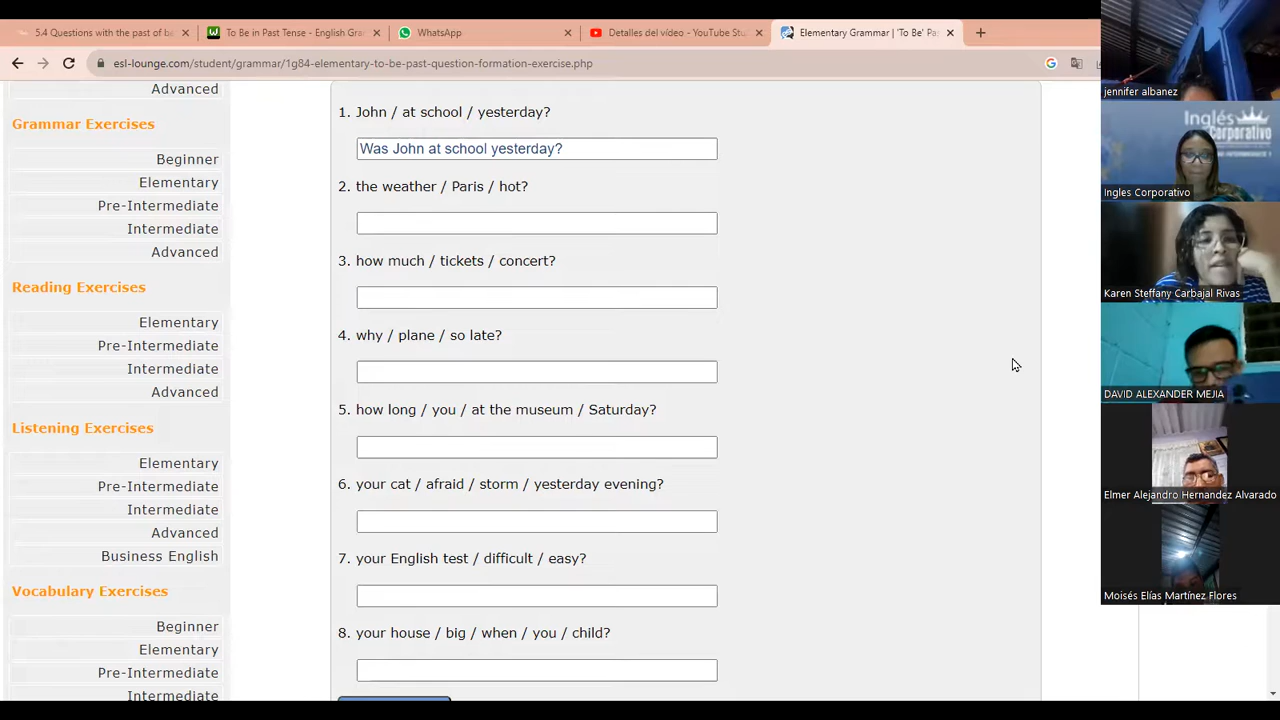 5.4 Questions with the past of b
To Be in Past Tense - English Gra
WhatsApp
Detalles del vídeo - YouTube Stu
Elementary Grammar | 'To Be' Pa
esl-lounge.com/student/grammar/1g84-elementary-to-be-past-question-formation-exercise.php
Advanced
Grammar Exercises
Beginner
Elementary
Pre-Intermediate
Intermediate
Advanced
Reading Exercises
Elementary
Pre-Intermediate
Intermediate
Advanced
Listening Exercises
Elementary
Pre-Intermediate
Intermediate
Advanced
Business English
Vocabulary Exercises
Beginner
Elementary
Pre-Intermediate
Intermediate
1. John / at school / yesterday?
Was John at school yesterday?
2. the weather / Paris / hot?
3. how much / tickets / concert?
4. why / plane / so late?
5. how long / you / at the museum / Saturday?
6. your cat / afraid / storm / yesterday evening?
7. your English test / difficult / easy?
8. your house / big / when / you / child?
jennifer albanez
Inglés
Corporativo
Ingles Corporativo
Karen Steffany Carbajal Rivas
DAVID ALEXANDER MEJIA
Elmer Alejandro Hernandez Alvarado
Moisés Elías Martínez Flores